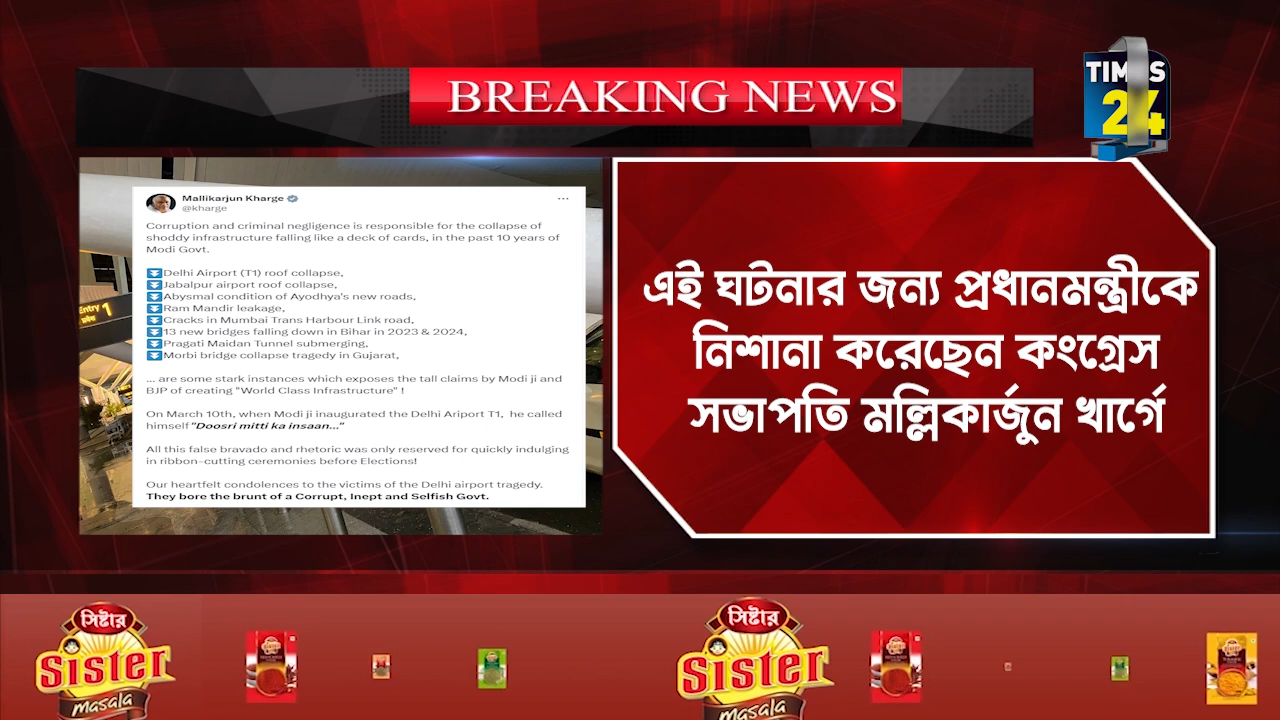 BREAKING NEWS
TIMES
24
Mallikarjun Kharge
@kharge
Corruption and criminal negligence is responsible for the collapse of
shoddy infrastructure falling like a deck of cards, in the past 10 years of
Modi Govt.
Delhi Airport (T1) roof collapse,
Jabalpur airport roof collapse,
Abysmal condition of Ayodhya's new roads,
Ram Mandir leakage,
Cracks in Mumbai Trans Harbour Link road,
13 new bridges falling down in Bihar in 2023 & 2024,
Pragati Maidan Tunnel submerging,
Morbi bridge collapse tragedy in Gujarat,
... are some stark instances which exposes the tall claims by Modi ji and
BJP of creating "World Class Infrastructure" !
On March 10th, when Modi ji inaugurated the Delhi Ariport T1, he called
himself "Doosri mitti ka insaan..."
All this false bravado and rhetoric was only reserved for quickly indulging
in ribbon-cutting ceremonies before Elections!
Our heartfelt condolences to the victims of the Delhi airport tragedy.
They bore the brunt of a Corrupt, Inept and Selfish Govt.
Entry 1
এই ঘটনার জন্য প্রধানমন্ত্রীকে
নিশানা করেছেন কংগ্রেস
সভাপতি মল্লিকার্জুন খার্গে
সিষ্টার
Sister
masala
সিষ্টার
Sister
masala